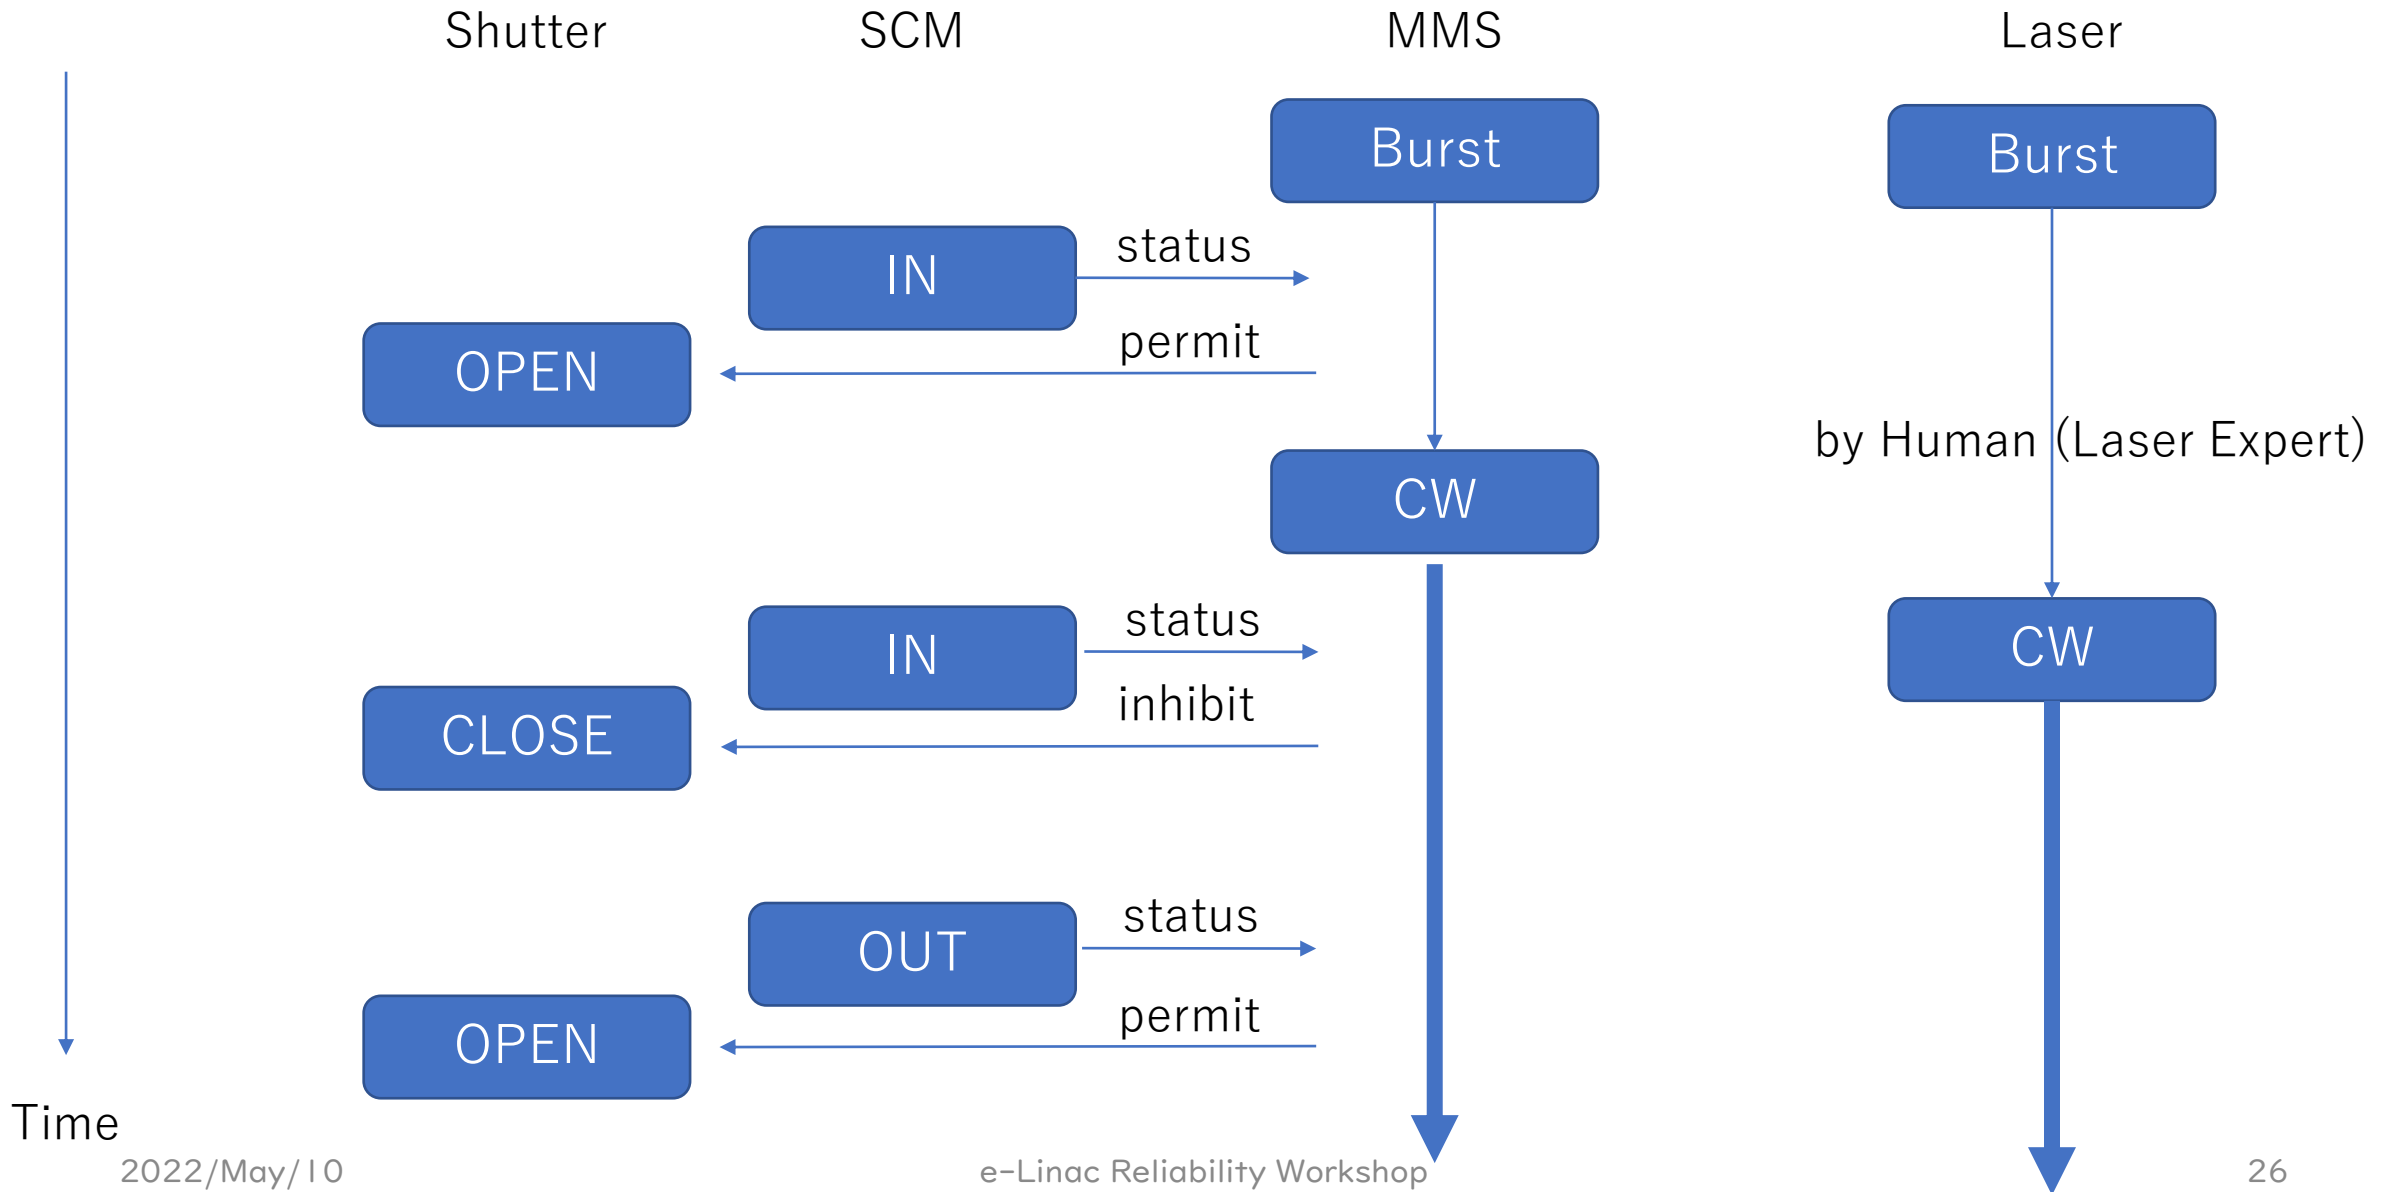 Shutter
SCM
MMS
Laser
Burst
Burst
IN
status
OPEN
permit
by Human (Laser Expert)
CW
IN
status
CW
CLOSE
inhibit
OUT
status
OPEN
permit
Time
2022/May/10
e-Linac Reliability Workshop
26